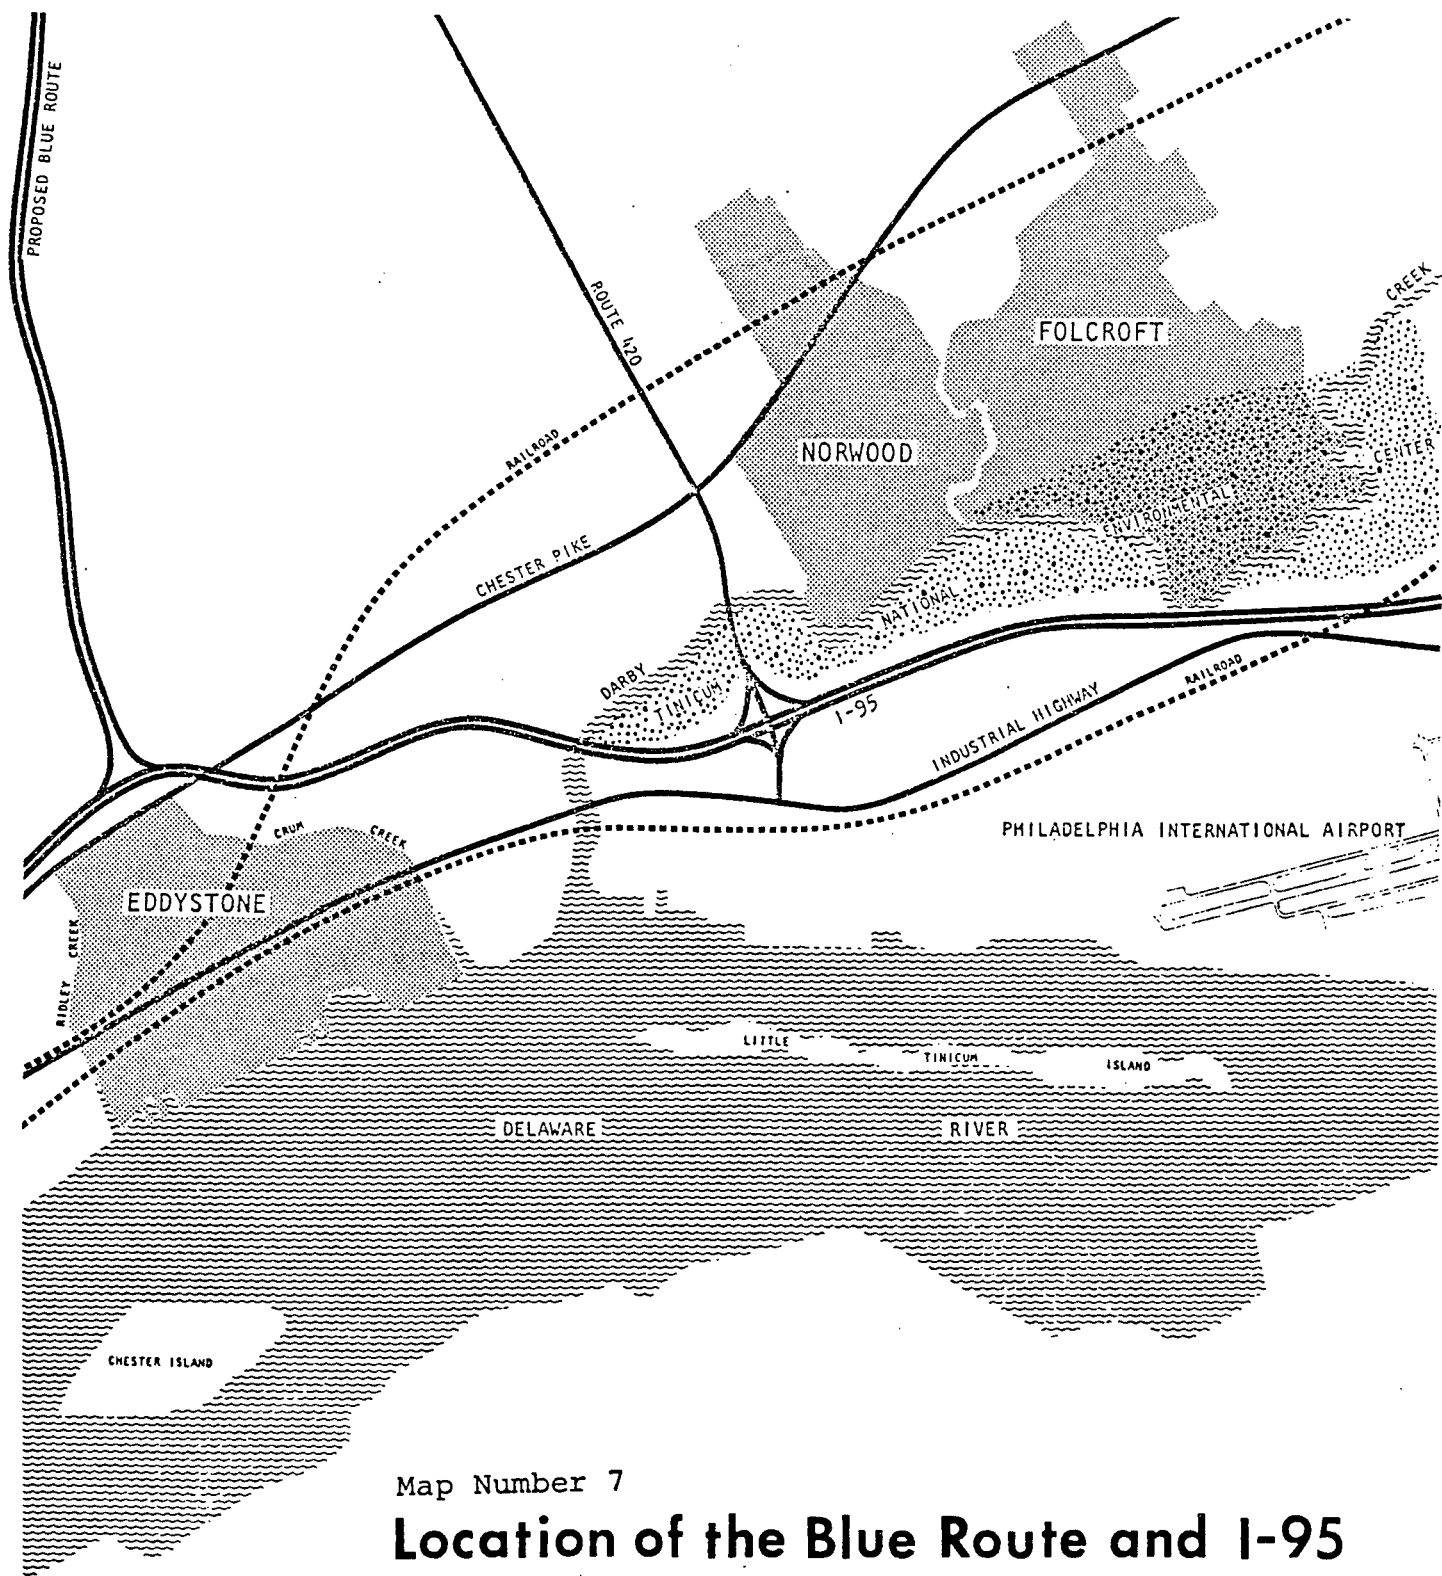 PROPOSED BLUE ROUTE
ROUTE 420
CREEK
FOLCROFT
RAILROAD
NORWOOD
CENTER
ENVIRONMENTAL
CHESTER PIKE
NATIONAL
DARBY
TINICUM
I-95
RAILROAD
INDUSTRIAL HIGHWAY
CRUM
CREEK
PHILADELPHIA INTERNATIONAL AIRPORT
EDDYSTONE
RIDLEY CREEK
LITTLE TINICUM ISLAND
DELAWARE RIVER
CHESTER ISLAND
Map Number 7
Location of the Blue Route and I-95